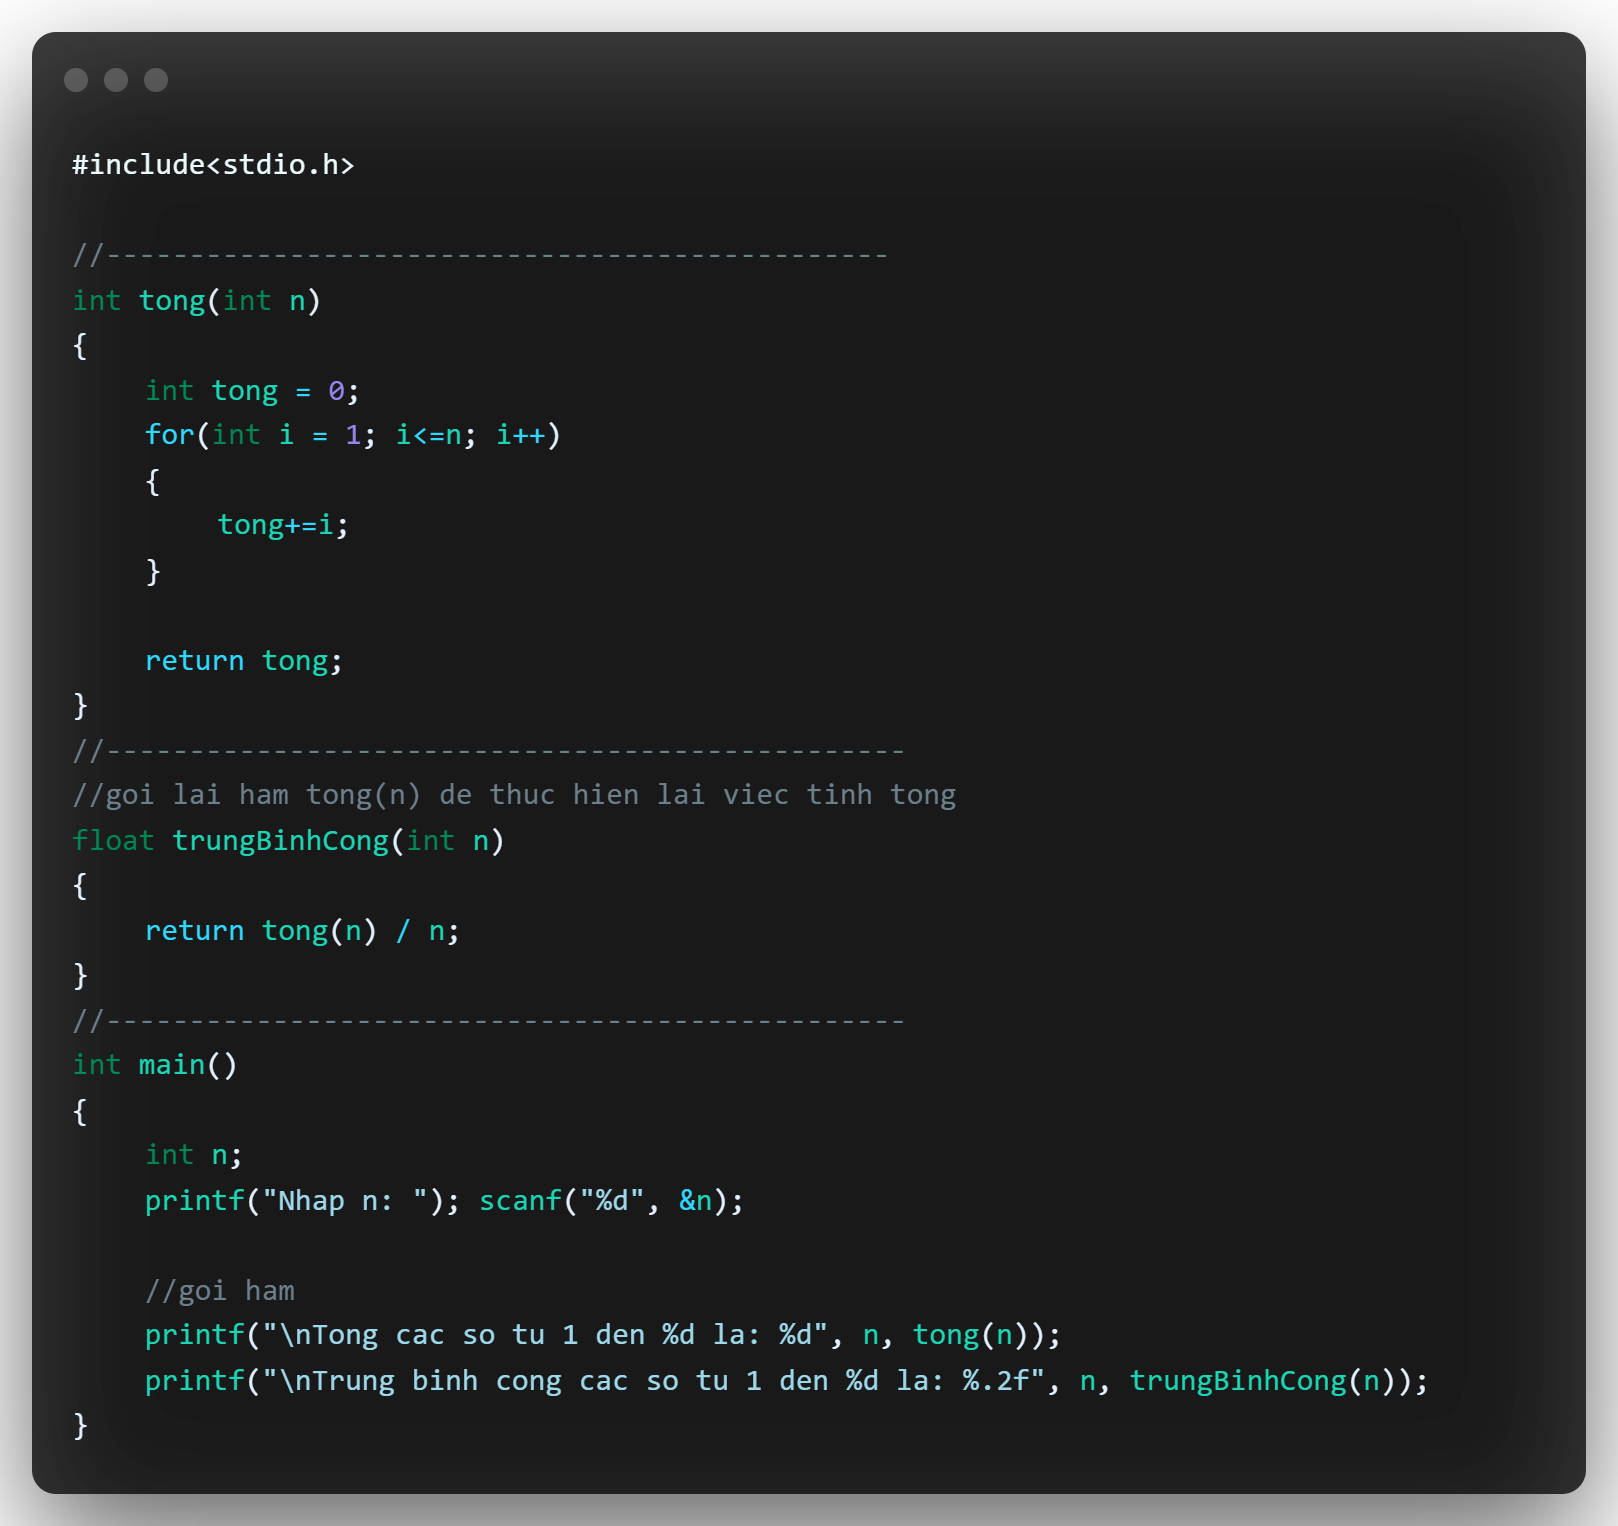 #include<stdio.h>
//-----------------------------------------------
int tong(int n)
{
int tong = 0;
for(int i = 1; i<=n; i++)
{
tong+=i;
}
return tong;
}
//------------------------------------------------
//goi lai ham tong(n) de thuc hien lai viec tinh tong
float trungBinhCong(int n)
{
return tong(n) / n;
}
//------------------------------------------------
int main()
{
int n;
printf("Nhap n: "); scanf("%d", &n);
//goi ham
printf("\nTong cac so tu 1 den %d la: %d", n, tong(n));
printf("\nTrung binh cong cac so tu 1 den %d la: %.2f", n, trungBinhCong(n));
}